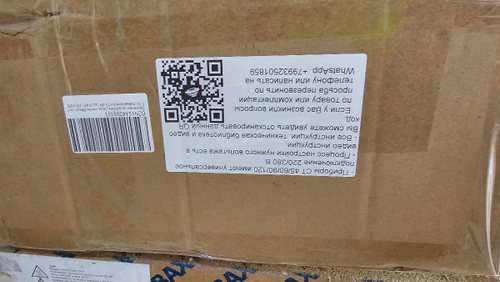 - Приборы СТ 45/60/90/120 имеют универсальное
подключение 220/380 В
- Процесс настройки нужного вольтажа есть в
видео инструкции
- Все инструкции, техническая библиотека и видео
Вы сможете увидеть отсканировать данный QR
код
Если у Вас возникли вопросы
по товару или комплектации
просьба перезвонить по
телефону или написать на
WhatsApp +79932501859
BAX